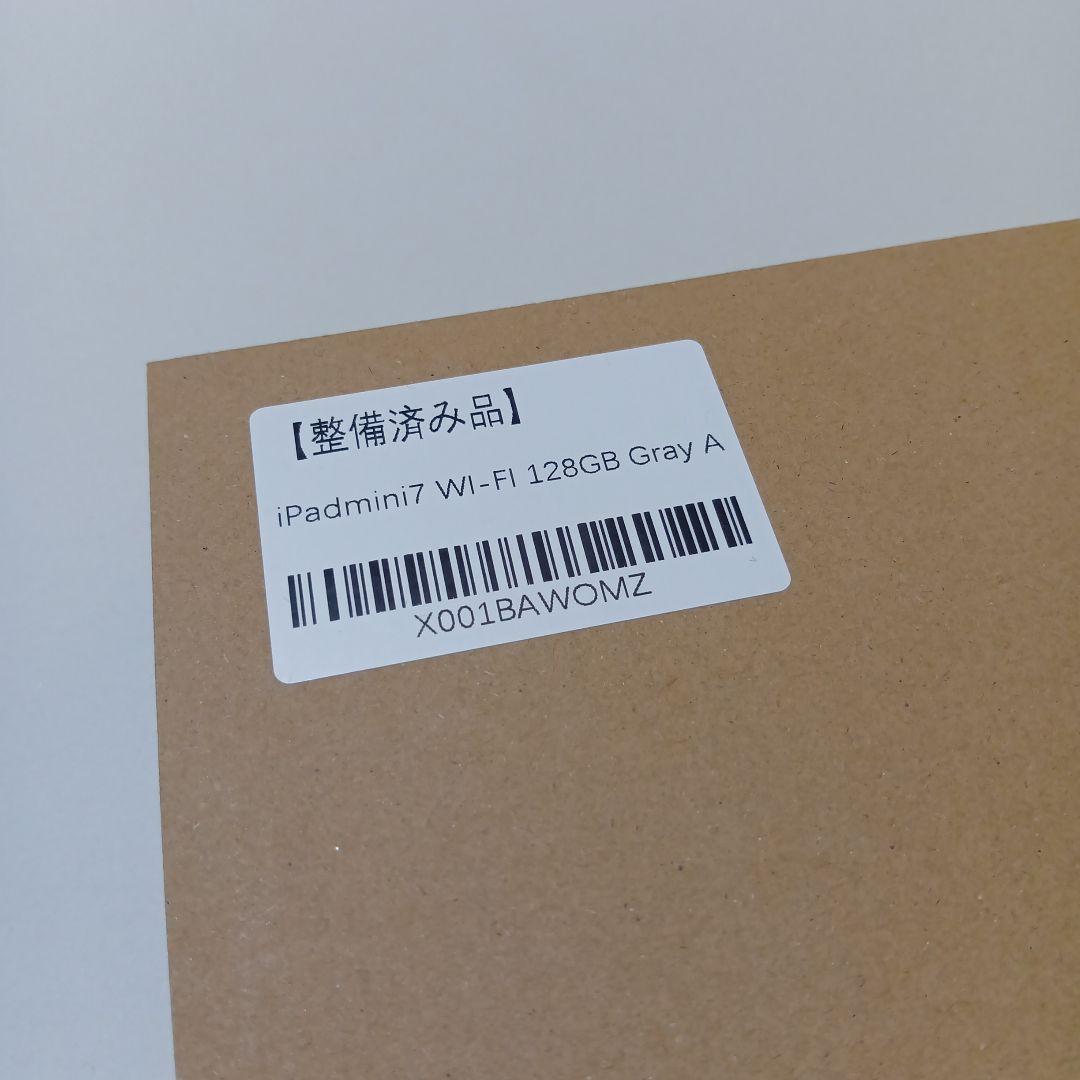 【整備済み品】
iPadmini7 WI-FI 128GB Gray A
X001BAWOMZ